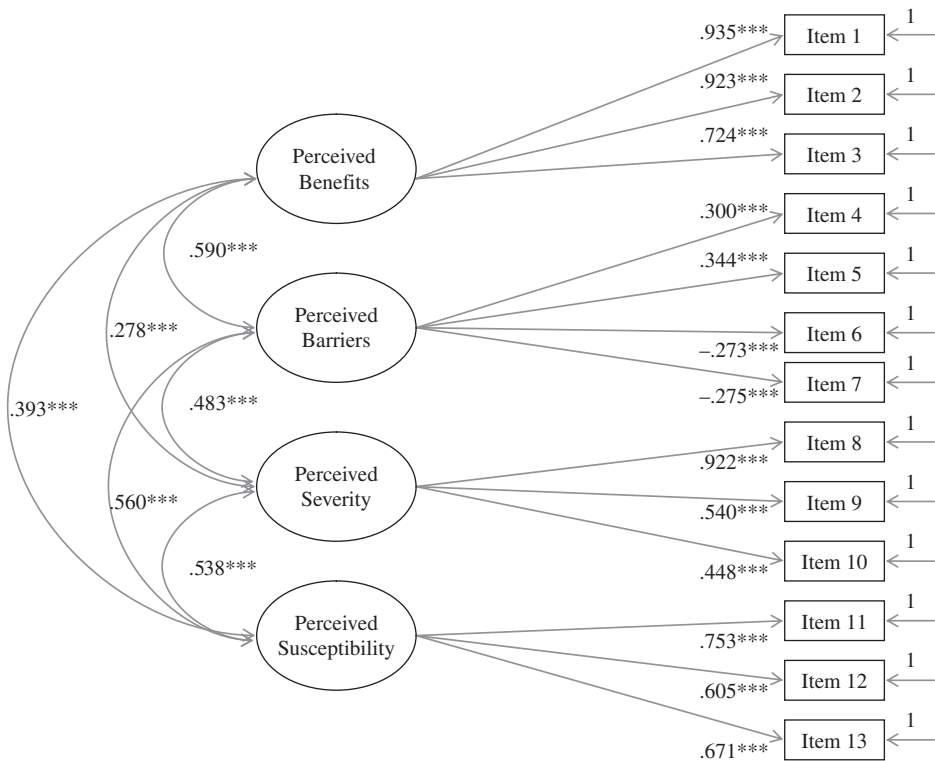 1
.935***
Item 1
1
.923***
Item 2
1
.724***
Item 3
Perceived
Benefits
1
.300***
Item 4
.590***
1
.344***
Item 5
Perceived
Barriers
1
Item 6
.278***
–.273***
1
Item 7
–.275***
.393***
.483***
1
Item 8
.922***
Perceived
Severity
1
Item 9
.560***
.540***
1
Item 10
.538***
.448***
1
Item 11
Perceived
Susceptibility
.753***
1
Item 12
.605***
1
Item 13
.671***